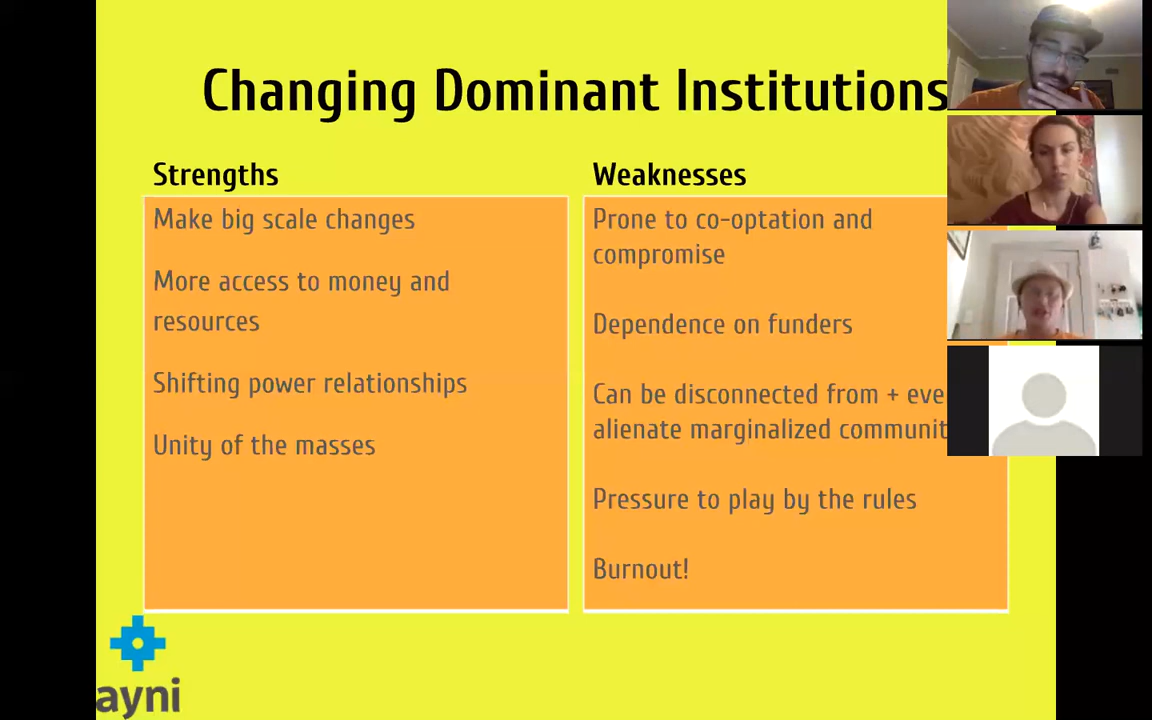 Changing Dominant Institutions
Strengths
Make big scale changes
More access to money and
resources
Shifting power relationships
Unity of the masses
Weaknesses
Prone to co-optation and
compromise
Dependence on funders
Can be disconnected from +
alienate marginalized
Pressure to play by the rules
Burnout!
ayni